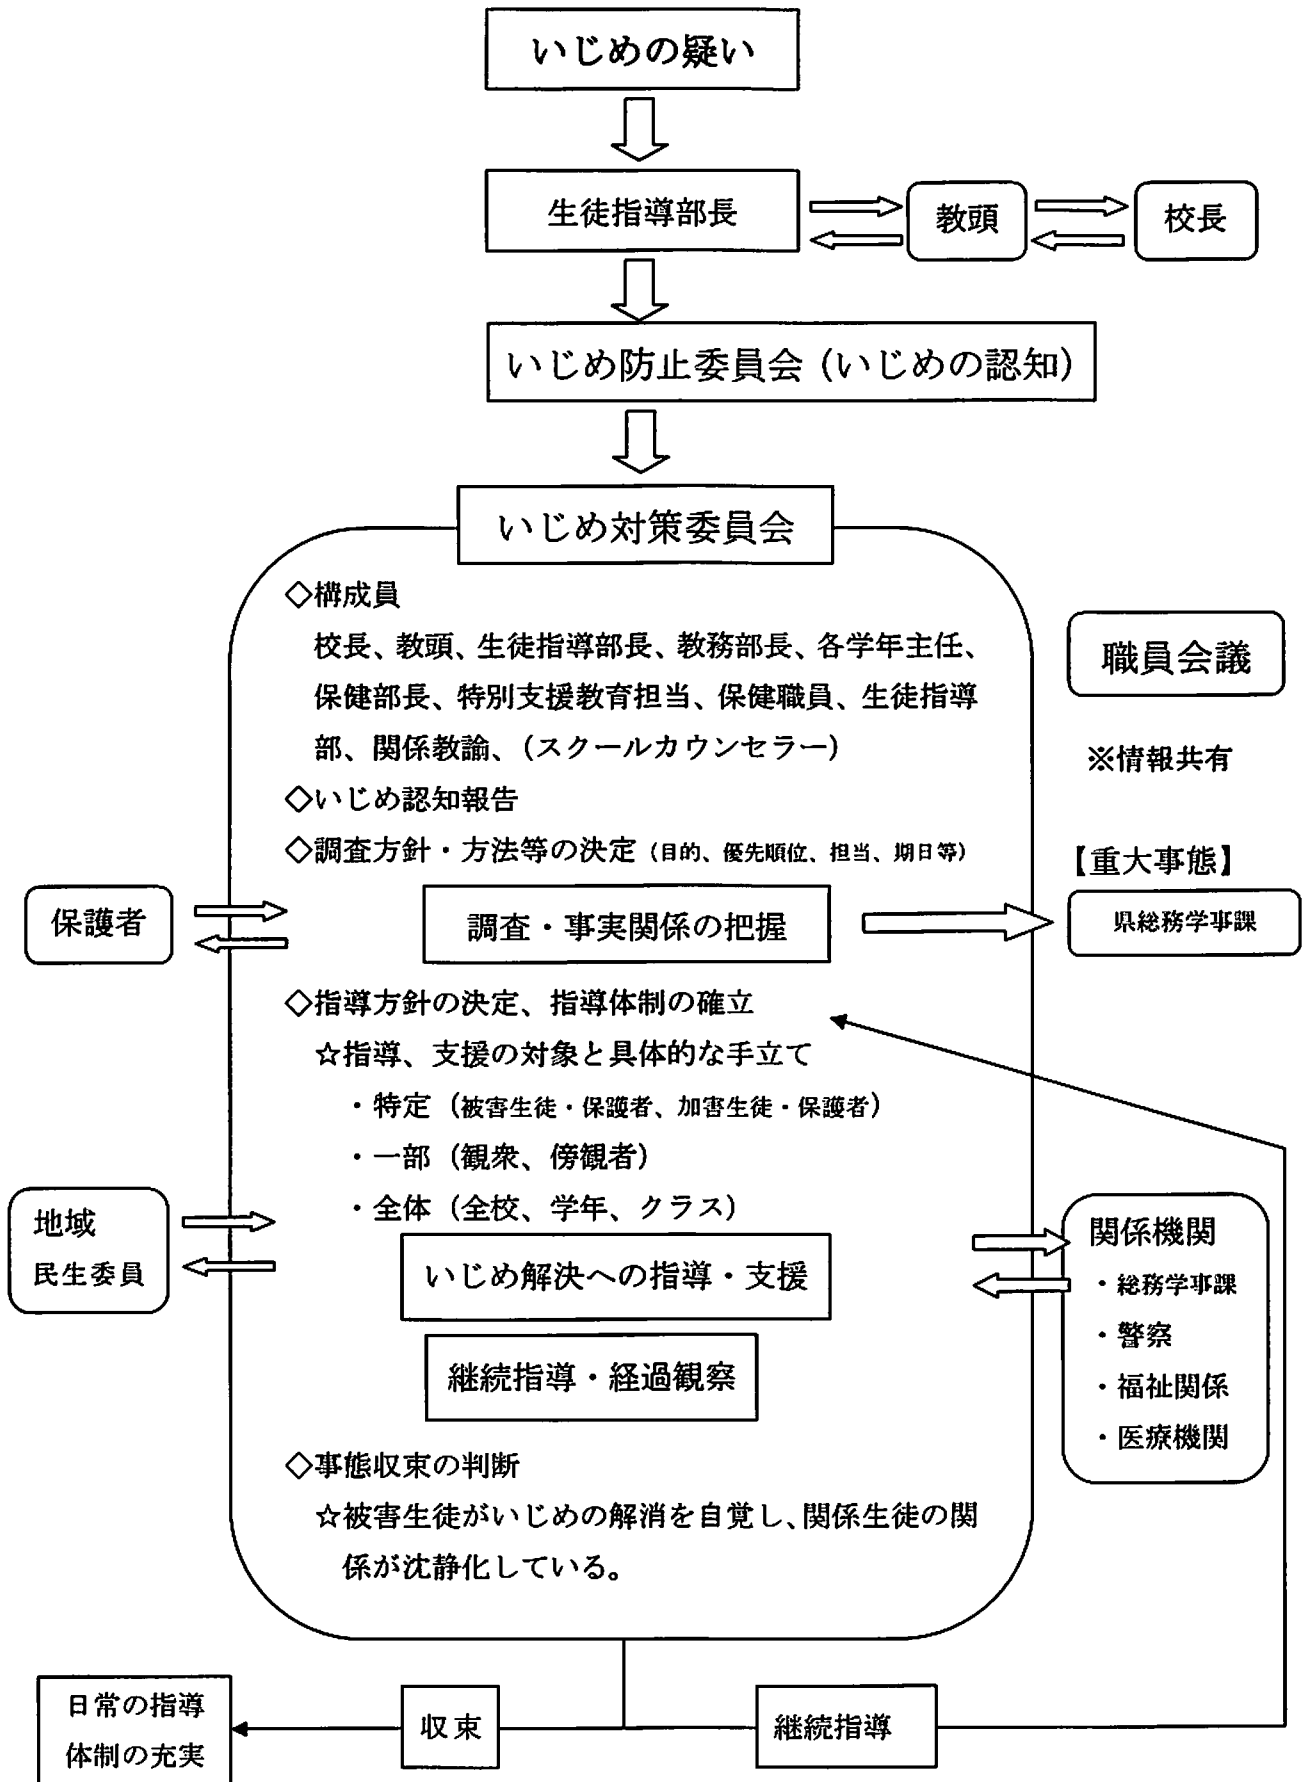 いじめの疑い
生徒指導部長
教頭
校長
いじめ防止委員会（いじめの認知）
いじめ対策委員会
◇構成員
校長、教頭、生徒指導部長、教務部長、各学年主任、
保健部長、特別支援教育担当、保健職員、生徒指導
部、関係教諭、（スクールカウンセラー）
◇いじめ認知報告
◇調査方針・方法等の決定（目的、優先順位、担当、期日等）
職員会議
※情報共有
【重大事態】
県総務学事課
保護者
調査・事実関係の把握
◇指導方針の決定、指導体制の確立
☆指導、支援の対象と具体的な手立て
・特定（被害生徒・保護者、加害生徒・保護者）
・一部（観衆、傍観者）
・全体（全校、学年、クラス）
地域
民生委員
いじめ解決への指導・支援
継続指導・経過観察
関係機関
・総務学事課
・警察
・福祉関係
・医療機関
◇事態収束の判断
☆被害生徒がいじめの解消を自覚し、関係生徒の関
係が沈静化している。
日常の指導
体制の充実
収束
継続指導